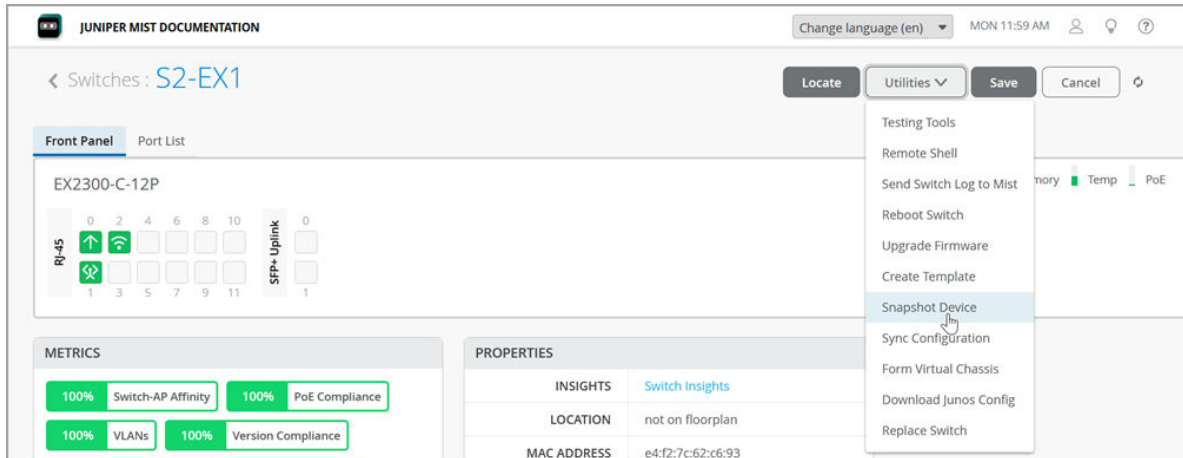 JUNIPER MIST DOCUMENTATION
Change language (en)
MON 11:59 AM
?
Switches : S2-EX1
Locate
Utilities
Save
Cancel
Testing Tools
Remote Shell
Send Switch Log to Mist
Reboot Switch
Upgrade Firmware
Create Template
Snapshot Device
Sync Configuration
Form Virtual Chassis
Download Junos Config
Replace Switch
Front Panel
Port List
mory
Temp
PoE
EX2300-C-12P
RJ-45
0 2 4 6 8 10
1 3 5 7 9 11
SFP+ Uplink
0
1
METRICS
100% Switch-AP Affinity
100% PoE Compliance
100% VLANs
100% Version Compliance
PROPERTIES
INSIGHTS Switch Insights
LOCATION not on floorplan
MAC ADDRESS e4:f2:7c:62:c6:93